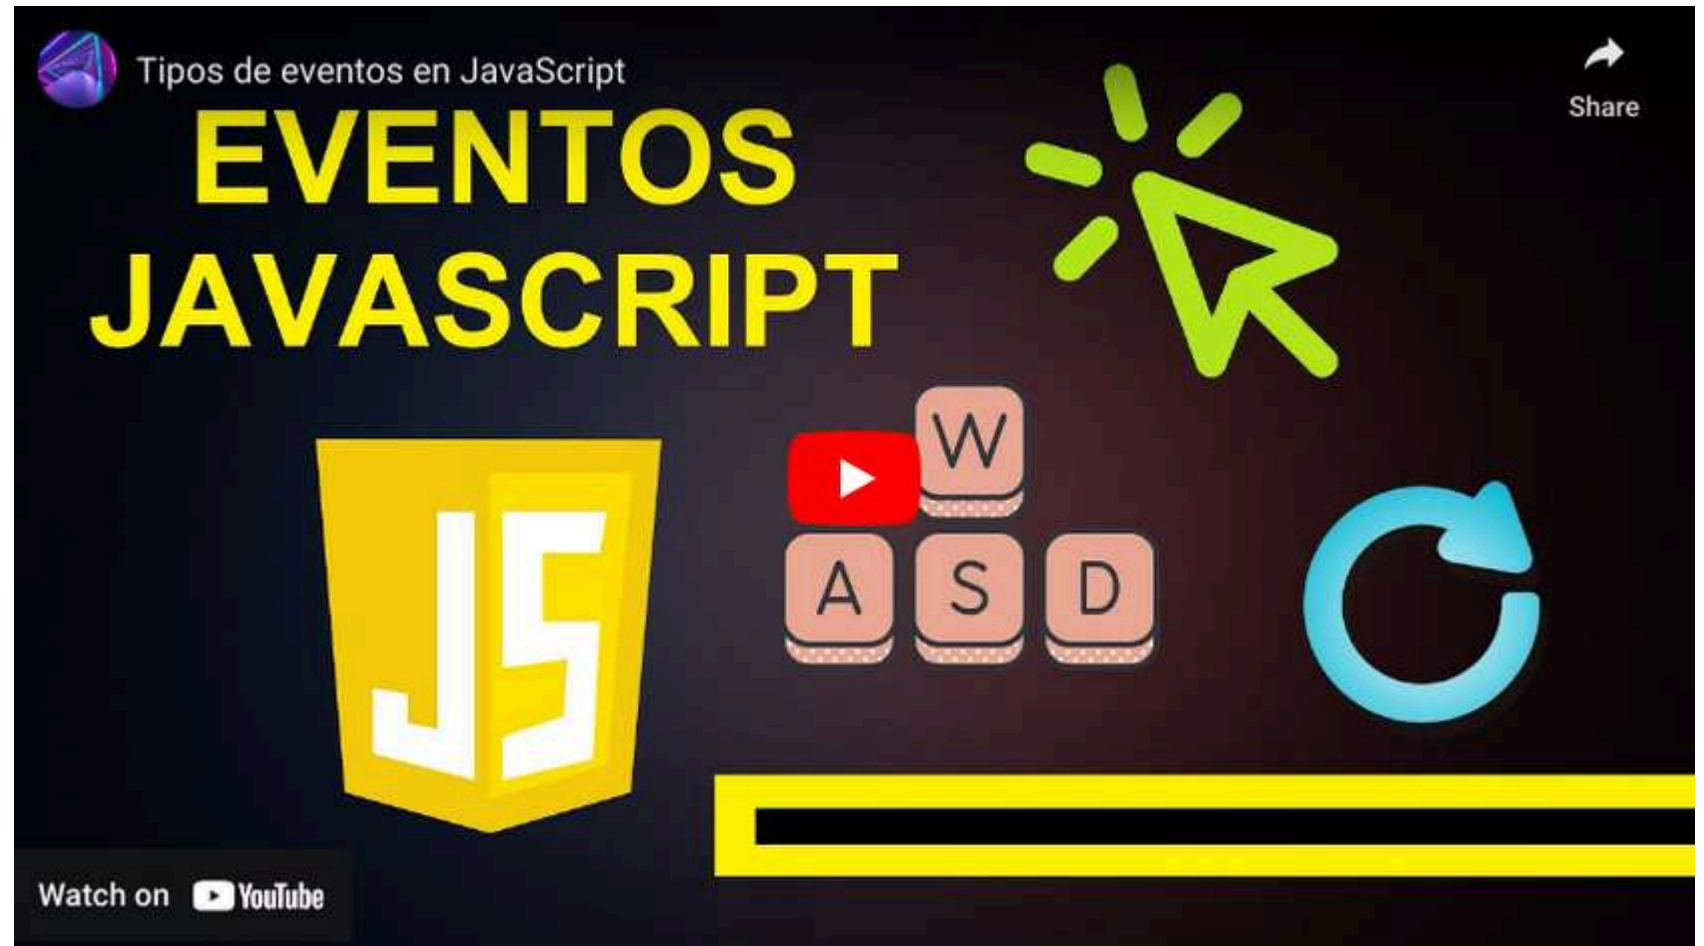 Tipos de eventos en JavaScript
Share
EVENTOS
JAVASCRIPT
JS
W
A S D
Watch on YouTube